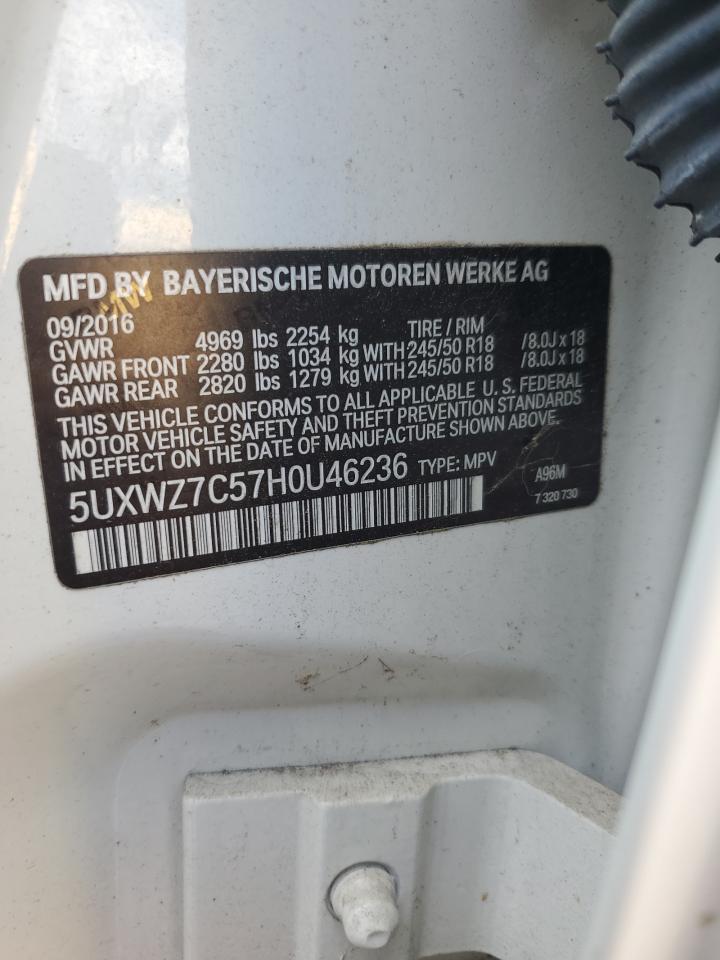 MFD BY BAYERISCHE MOTOREN WERKE AG
09/2016 TIRE / RIM
GVWR 4969 lbs 2254 kg
GAWR FRONT 2280 lbs 1034 kg WITH 245/50 R18 /8.0J x 18
GAWR REAR 2820 lbs 1279 kg WITH 245/50 R18 /8.0J x 18
THIS VEHICLE CONFORMS TO ALL APPLICABLE U.S. FEDERAL
MOTOR VEHICLE SAFETY AND THEFT PREVENTION STANDARDS
IN EFFECT ON THE DATE OF MANUFACTURE SHOWN ABOVE.
5UXWZ7C57H0U46236 TYPE: MPV
A96M
7 320 730